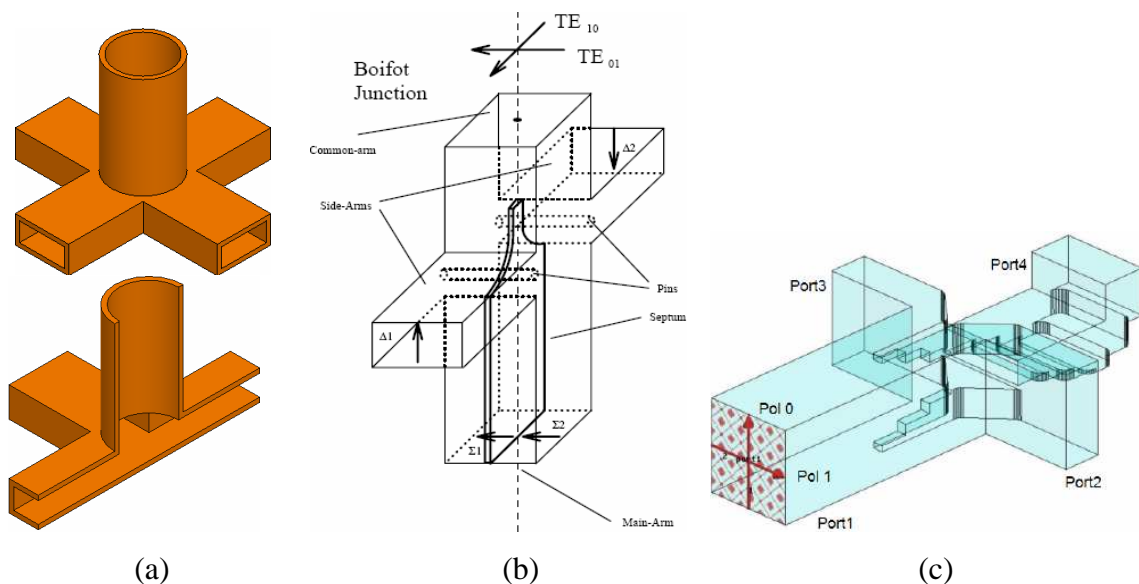 TE 10
TE 01
Boifot
Junction
Common-arm
Δ2
Side-Arms
Pins
Septum
Δ1
Σ1
Σ2
Main-Arm
Port4
Port3
Pol 0
Pol 1
Port2
Port1
(a)
(b)
(c)